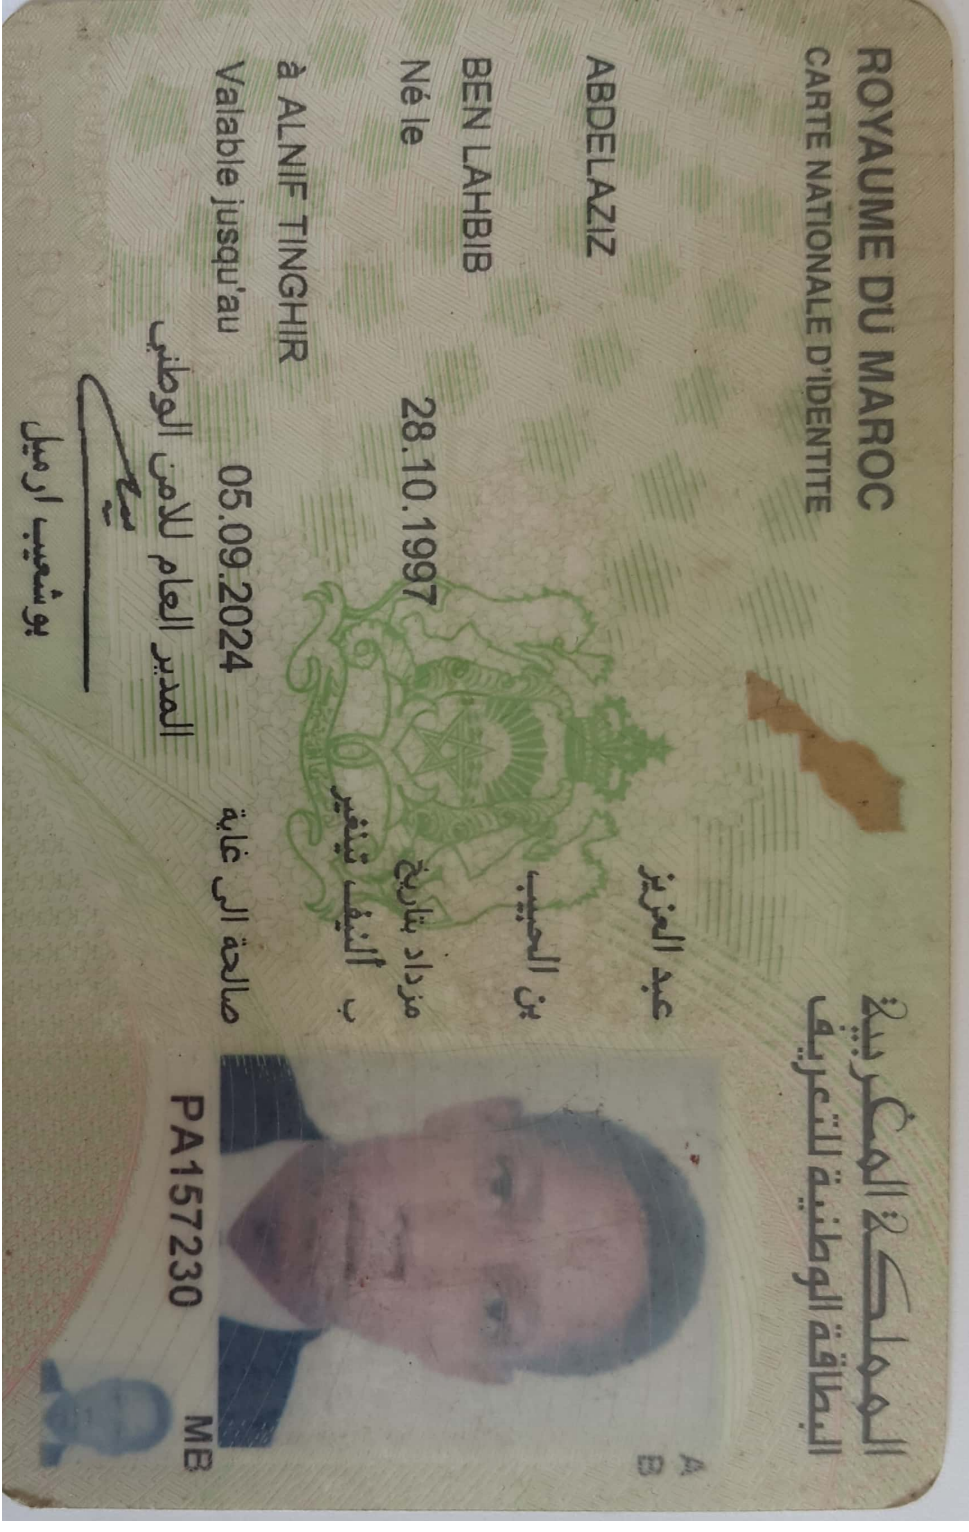 ROYAUME DU MAROC
المملكة المغربية
CARTE NATIONALE D'IDENTITE
البطاقة الوطنية للتعريف
ABDELAZIZ
عبد العزيز
BEN LAHBIB
بن الحبيب
Né le 28.10.1997 مزداد بتاريخ
ب ألنيف تينغير
à ALNIF TINGHIR
Valable jusqu'au 05.09.2024 صالحة الى غاية
المدير العام للامن الوطني
بوشعيب ارميل
PA157230
MB
A
B